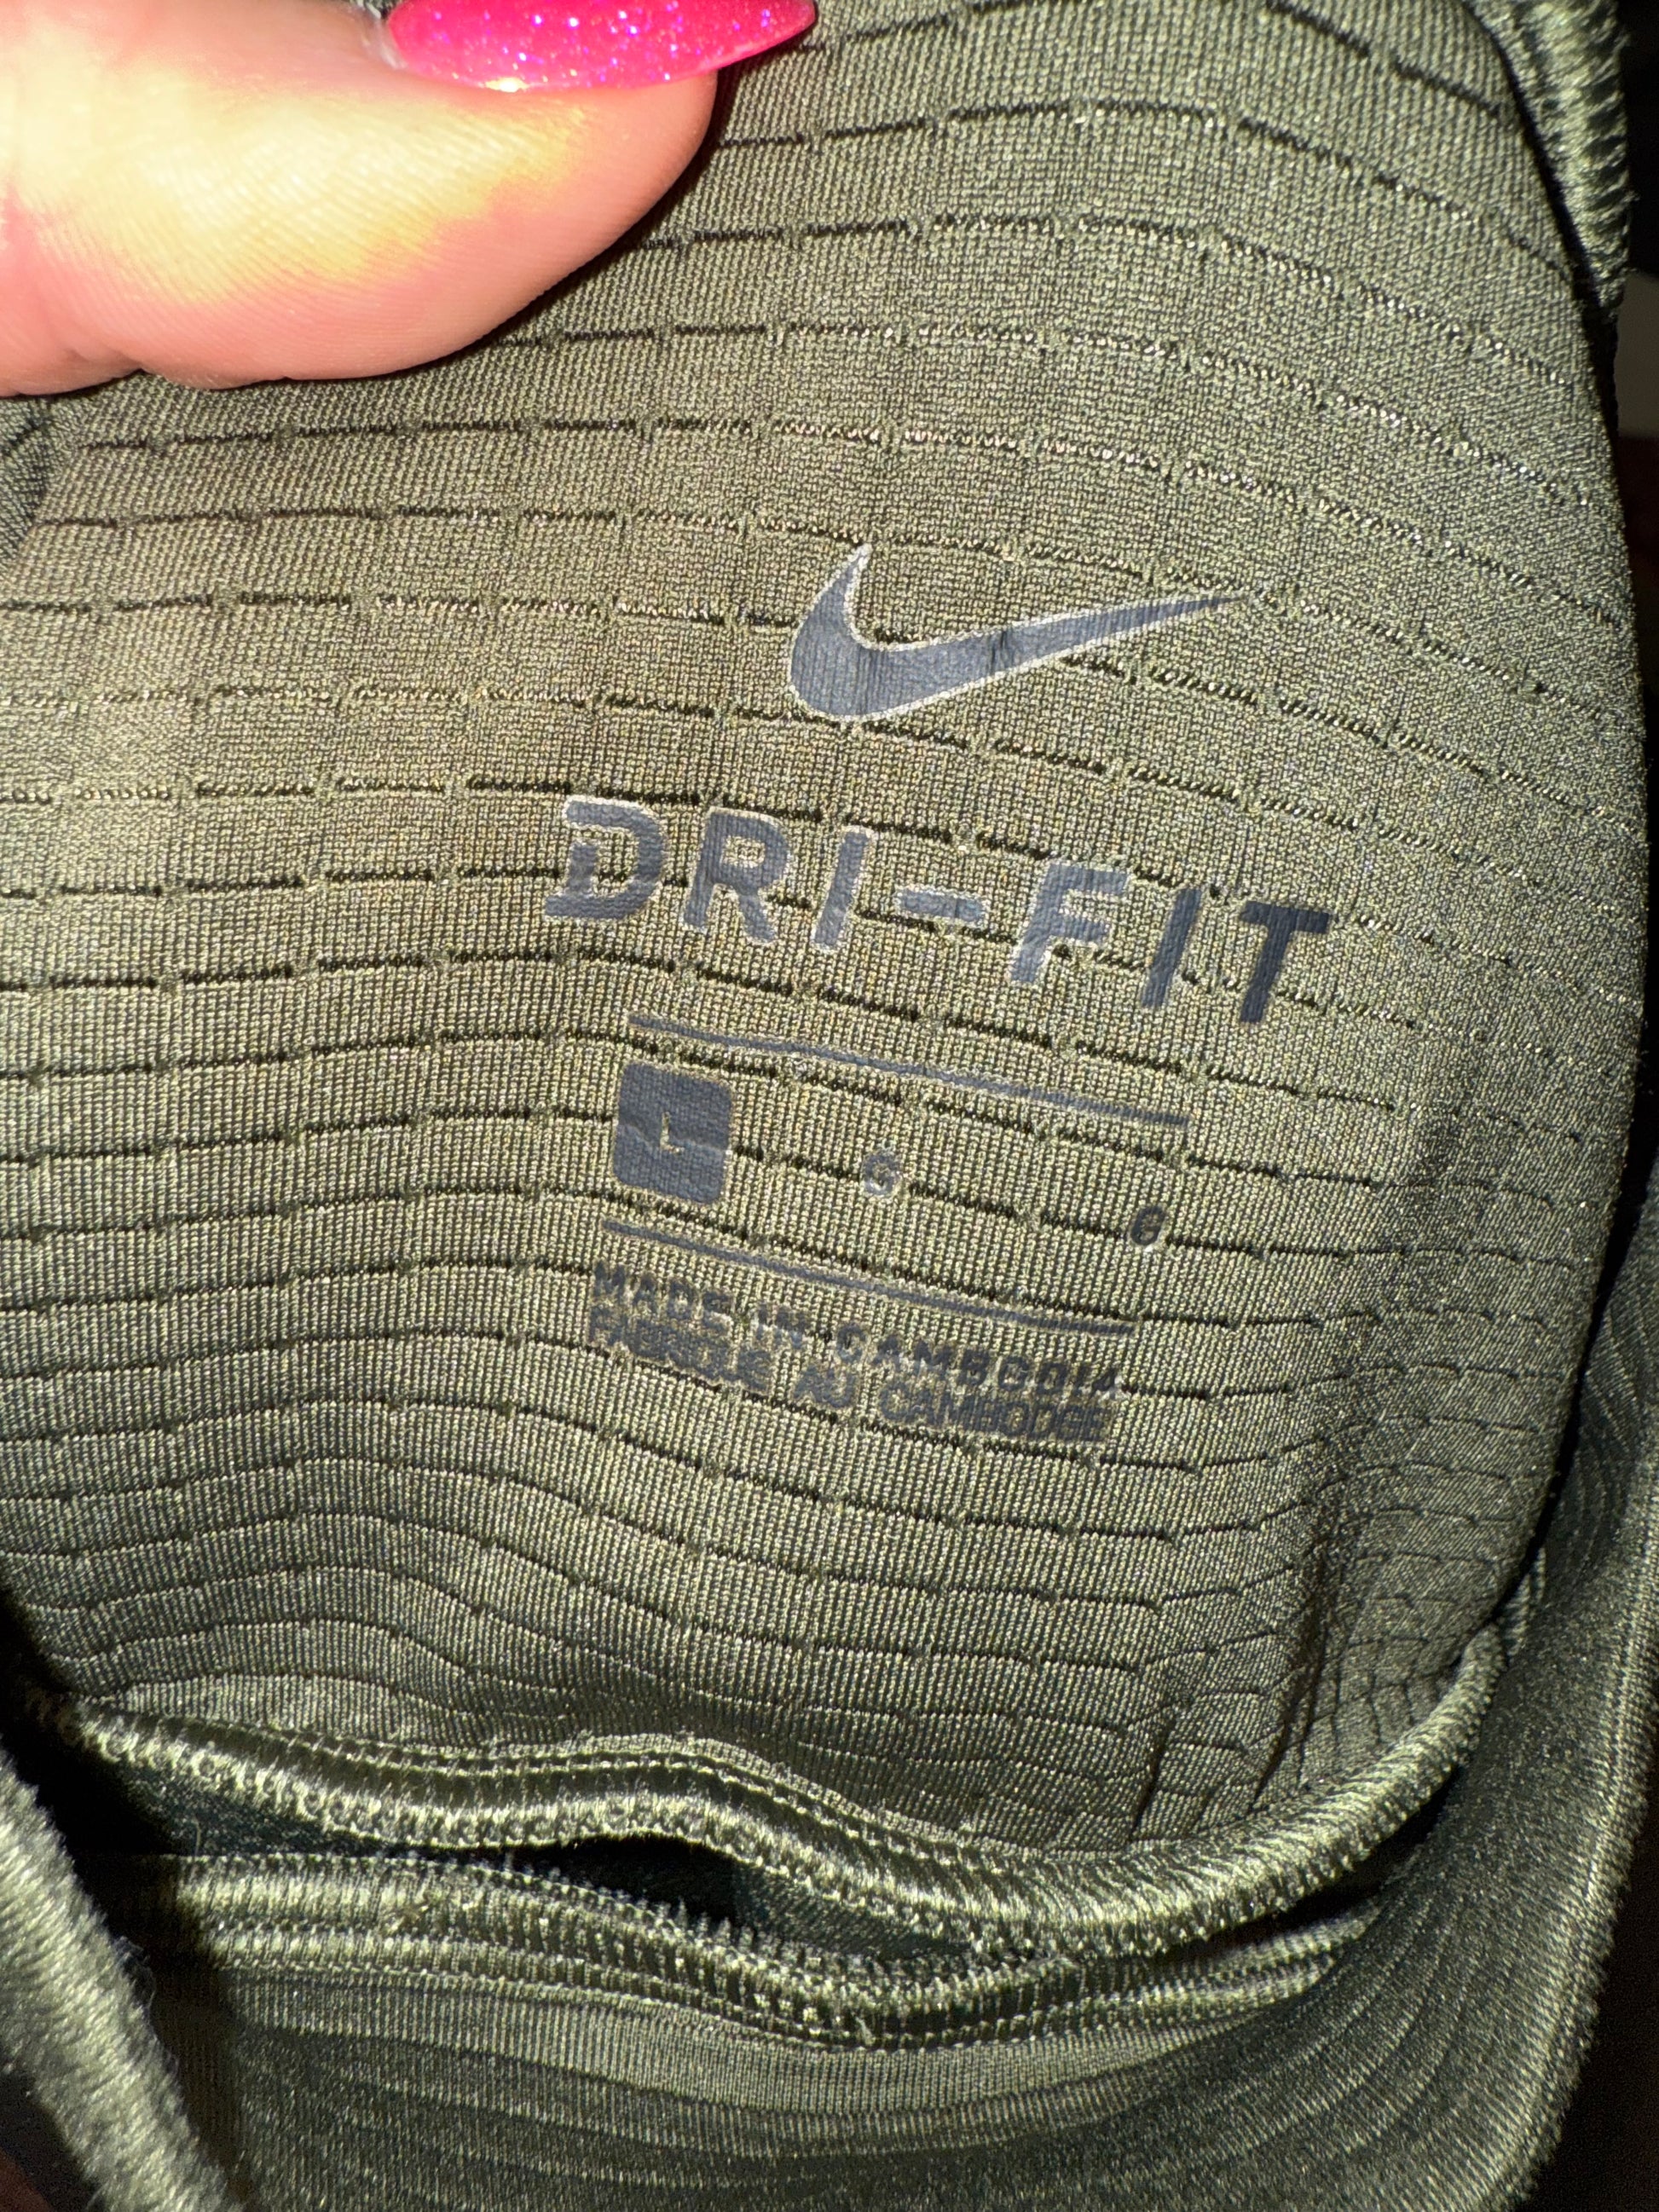 DRI-FIT
L G G
MADE IN CAMBODIA
FABRIQUÉ AU CAMBODGE